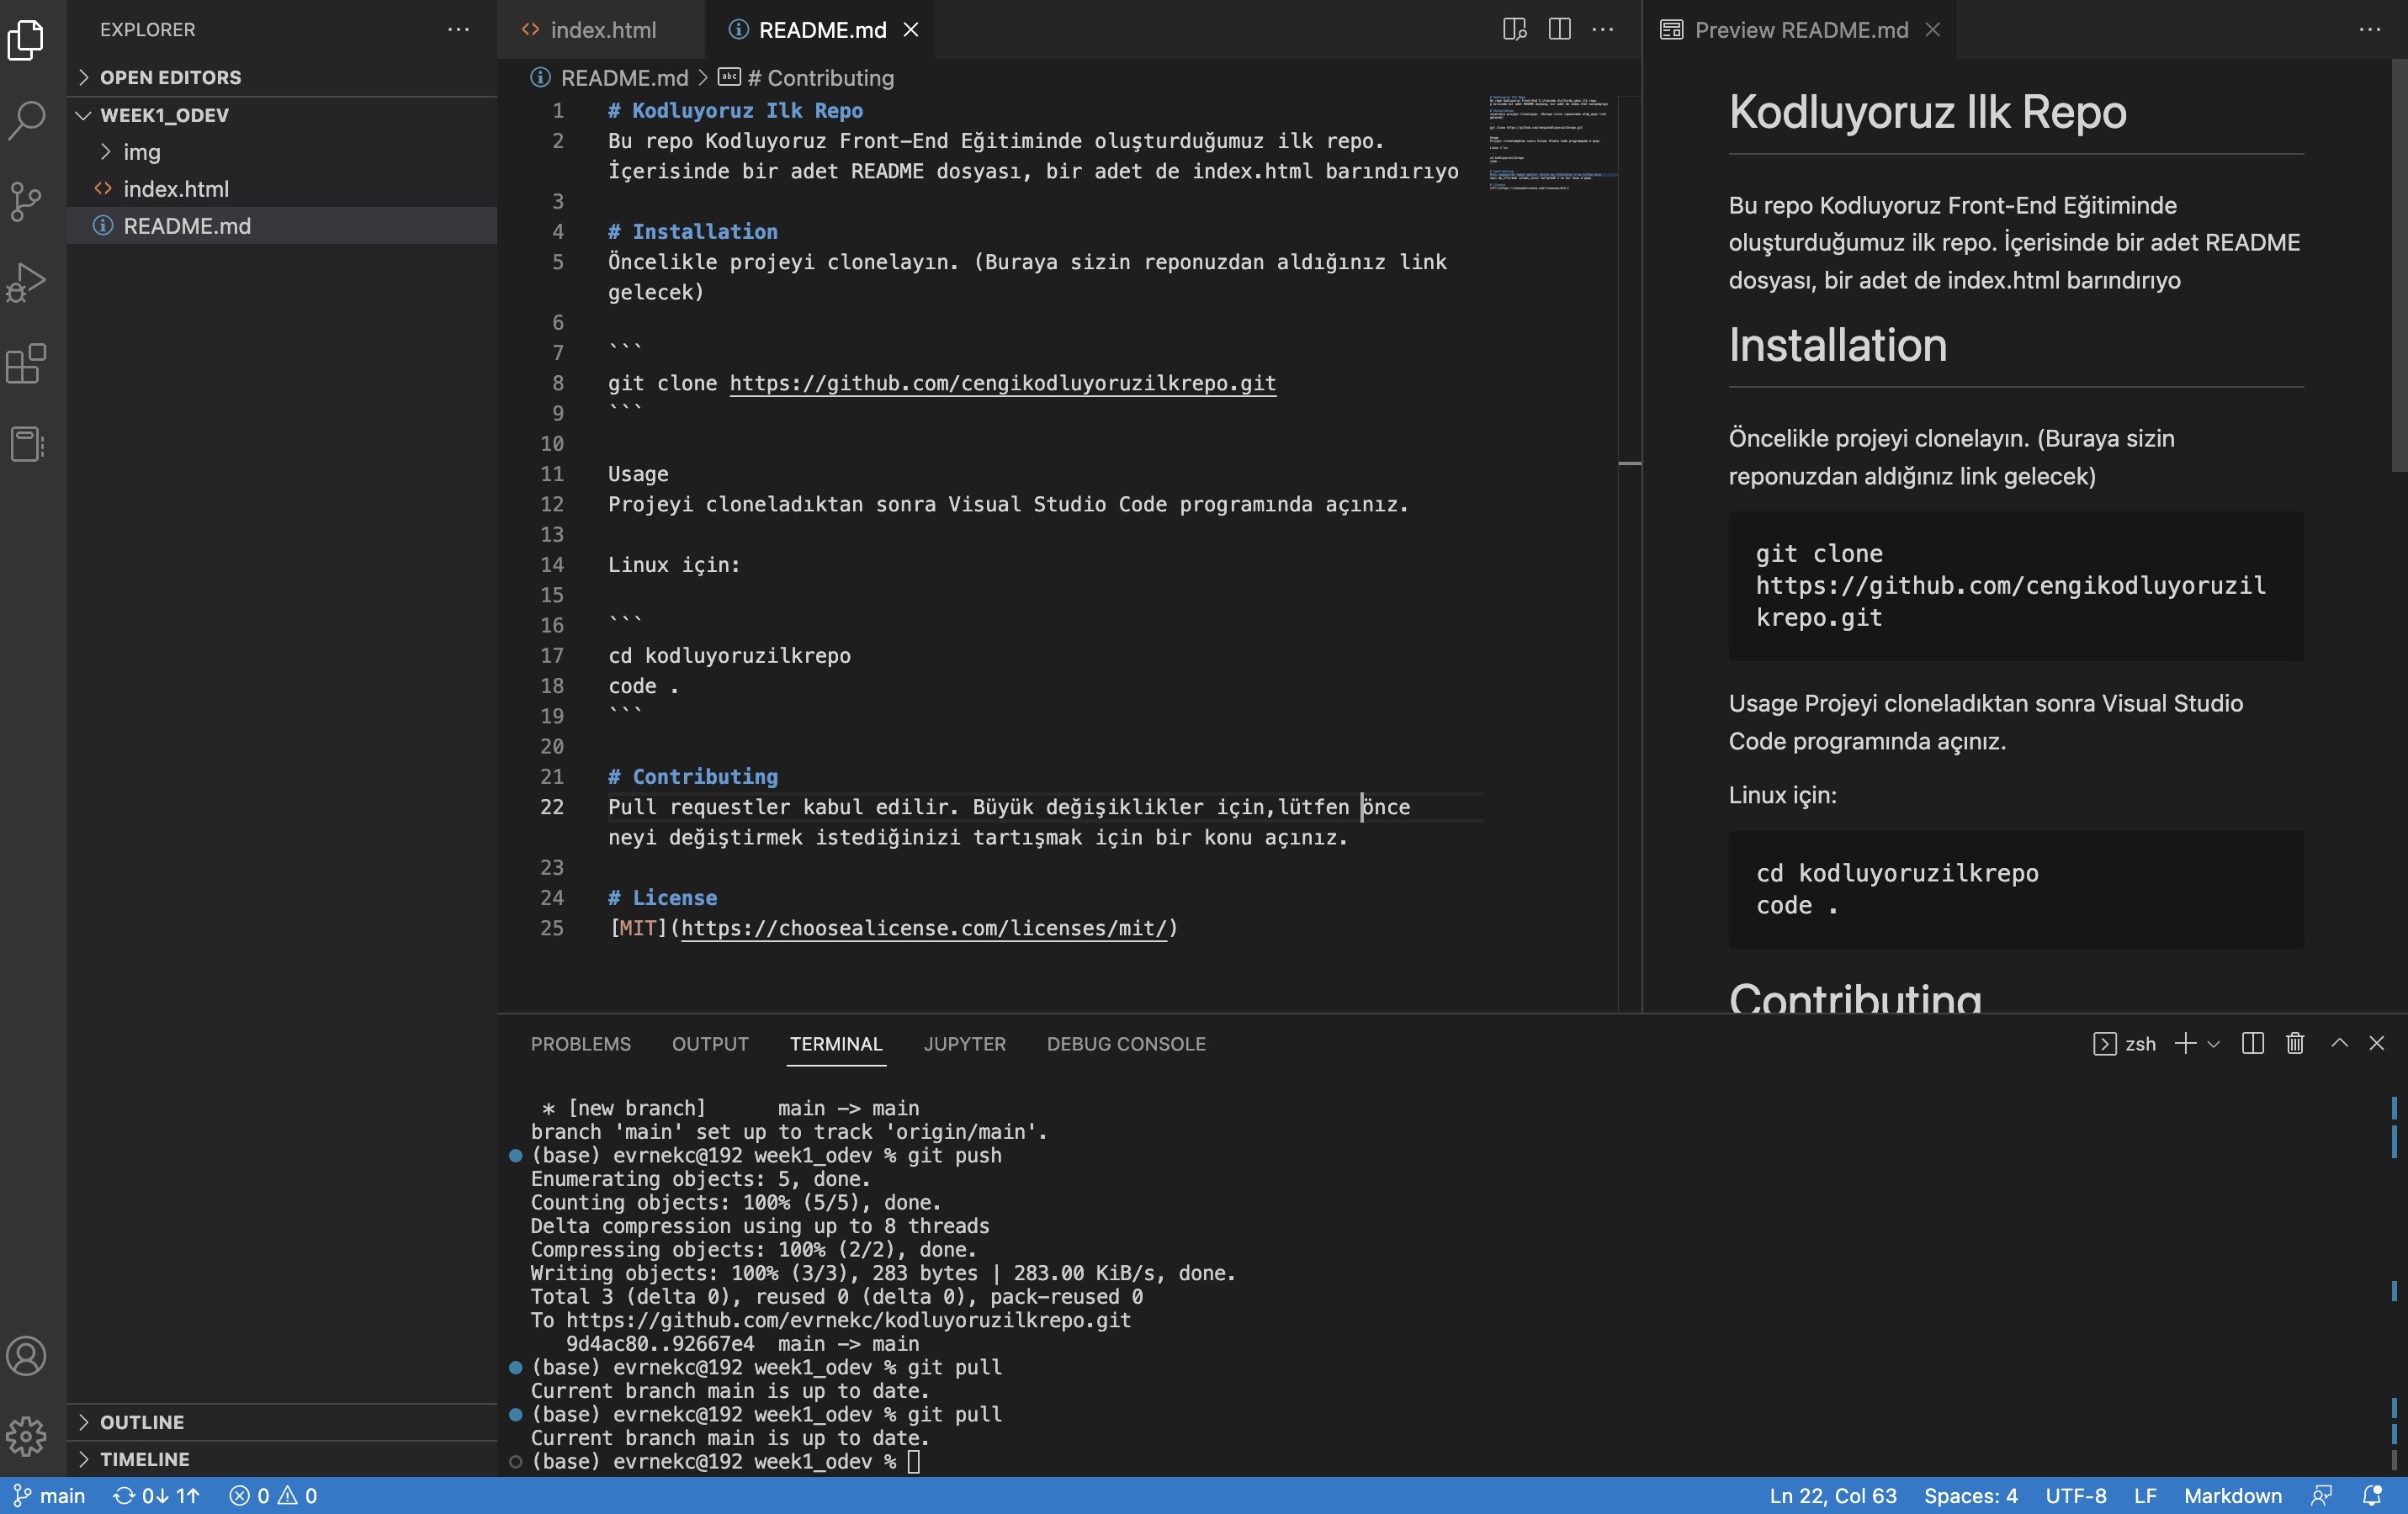 EXPLORER
OPEN EDITORS
WEEK1_ODEV
img
index.html
README.md
index.html
README.md
README.md > # Contributing
1 # Kodluyoruz Ilk Repo
2 Bu repo Kodluyoruz Front-End Eğitiminde oluşturduğumuz ilk repo.
İçerisinde bir adet README dosyası, bir adet de index.html barındırıyo
3
4 # Installation
5 Öncelikle projeyi clonelayın. (Buraya sizin reponuzdan aldığınız link
gelecek)
6
7 ```
8 git clone https://github.com/cengikodluyoruzilkrepo.git
9 ```
10
11 Usage
12 Projeyi cloneladıktan sonra Visual Studio Code programında açınız.
13
14 Linux için:
15
16 ```
17 cd kodluyoruzilkrepo
18 code .
19 ```
20
21 # Contributing
22 Pull requestler kabul edilir. Büyük değişiklikler için,lütfen önce
neyi değiştirmek istediğinizi tartışmak için bir konu açınız.
23
24 # License
25 [MIT](https://choosealicense.com/licenses/mit/)
Preview README.md
Kodluyoruz Ilk Repo
Bu repo Kodluyoruz Front-End Eğitiminde
oluşturduğumuz ilk repo. İçerisinde bir adet README
dosyası, bir adet de index.html barındırıyo
Installation
Öncelikle projeyi clonelayın. (Buraya sizin
reponuzdan aldığınız link gelecek)
git clone
https://github.com/cengikodluyoruzil
krepo.git
Usage Projeyi cloneladıktan sonra Visual Studio
Code programında açınız.
Linux için:
cd kodluyoruzilkrepo
code .
Contributing
PROBLEMS OUTPUT TERMINAL JUPYTER DEBUG CONSOLE
zsh
* [new branch] main -> main
branch 'main' set up to track 'origin/main'.
(base) evrnekc@192 week1_odev % git push
Enumerating objects: 5, done.
Counting objects: 100% (5/5), done.
Delta compression using up to 8 threads
Compressing objects: 100% (2/2), done.
Writing objects: 100% (3/3), 283 bytes | 283.00 KiB/s, done.
Total 3 (delta 0), reused 0 (delta 0), pack-reused 0
To https://github.com/evrnekc/kodluyoruzilkrepo.git
9d4ac80..92667e4 main -> main
(base) evrnekc@192 week1_odev % git pull
Current branch main is up to date.
(base) evrnekc@192 week1_odev % git pull
Current branch main is up to date.
(base) evrnekc@192 week1_odev %
OUTLINE
TIMELINE
main 0↓ 1↑ 0 0
Ln 22, Col 63 Spaces: 4 UTF-8 LF Markdown